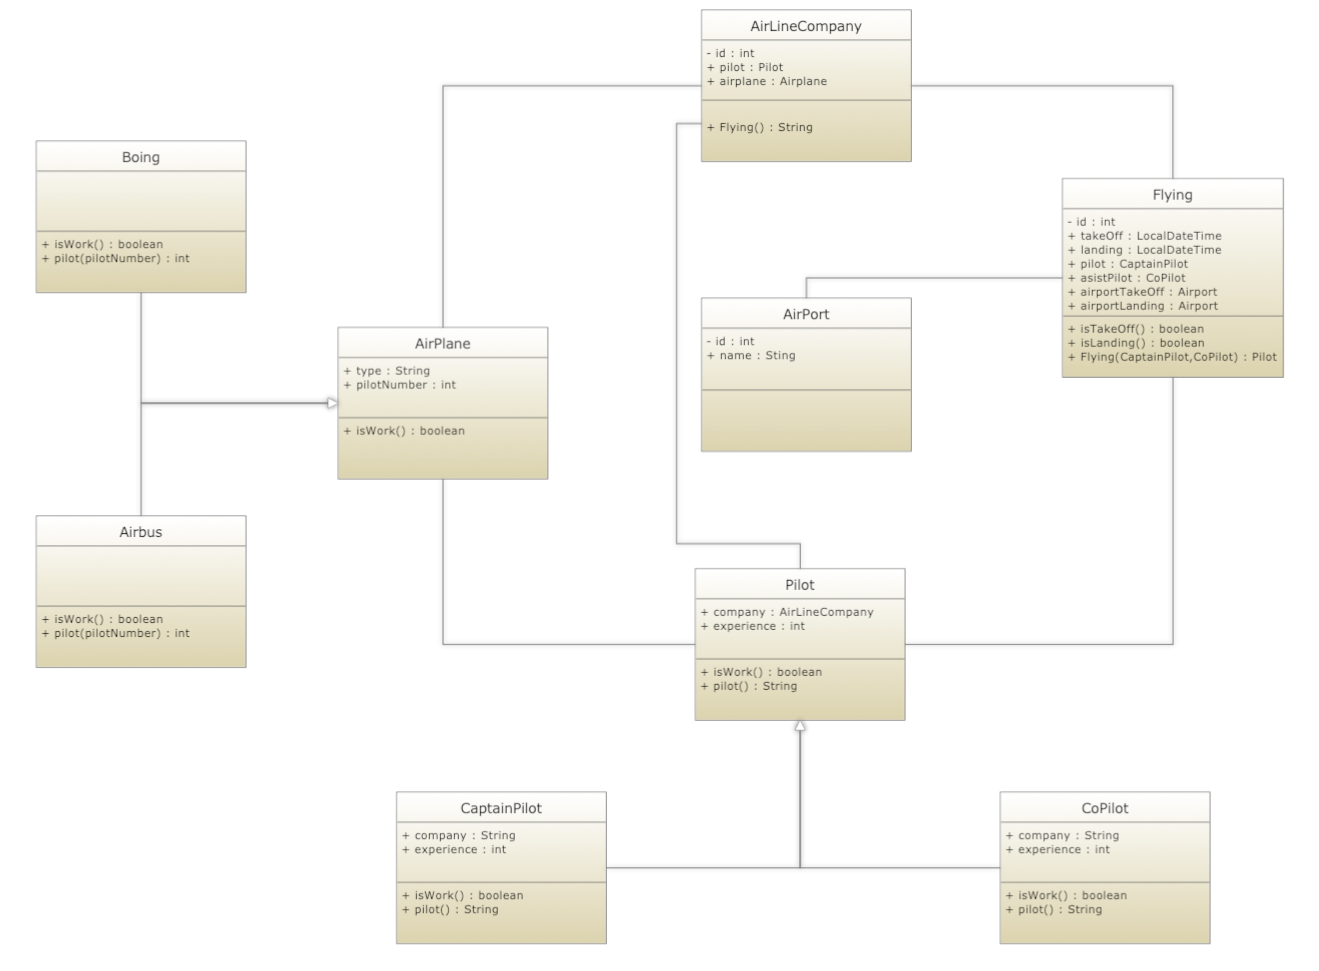 AirLineCompany
- id : int
+ pilot : Pilot
+ airplane : Airplane
+ Flying() : String
Boing
+ isWork() : boolean
+ pilot(pilotNumber) : int
Flying
- id : int
+ takeOff : LocalDateTime
+ landing : LocalDateTime
+ pilot : CaptainPilot
+ asistPilot : CoPilot
+ airportTakeOff : Airport
+ airportLanding : Airport
+ isTakeOff() : boolean
+ isLanding() : boolean
+ Flying(CaptainPilot,CoPilot) : Pilot
AirPort
- id : int
+ name : Sting
AirPlane
+ type : String
+ pilotNumber : int
+ isWork() : boolean
Airbus
+ isWork() : boolean
+ pilot(pilotNumber) : int
Pilot
+ company : AirLineCompany
+ experience : int
+ isWork() : boolean
+ pilot() : String
CaptainPilot
+ company : String
+ experience : int
+ isWork() : boolean
+ pilot() : String
CoPilot
+ company : String
+ experience : int
+ isWork() : boolean
+ pilot() : String